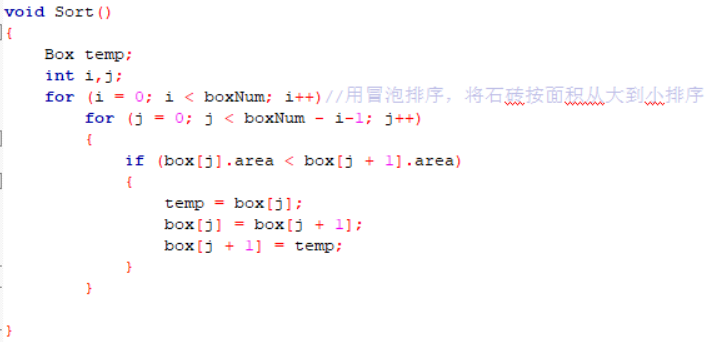 void Sort()
{
    Box temp;
    int i,j;
    for (i = 0; i < boxNum; i++)//用冒泡排序，将石砖按面积从大到小排序
        for (j = 0; j < boxNum - i-1; j++)
        {
            if (box[j].area < box[j + 1].area)
            {
                temp = box[j];
                box[j] = box[j + 1];
                box[j + 1] = temp;
            }
        }
}